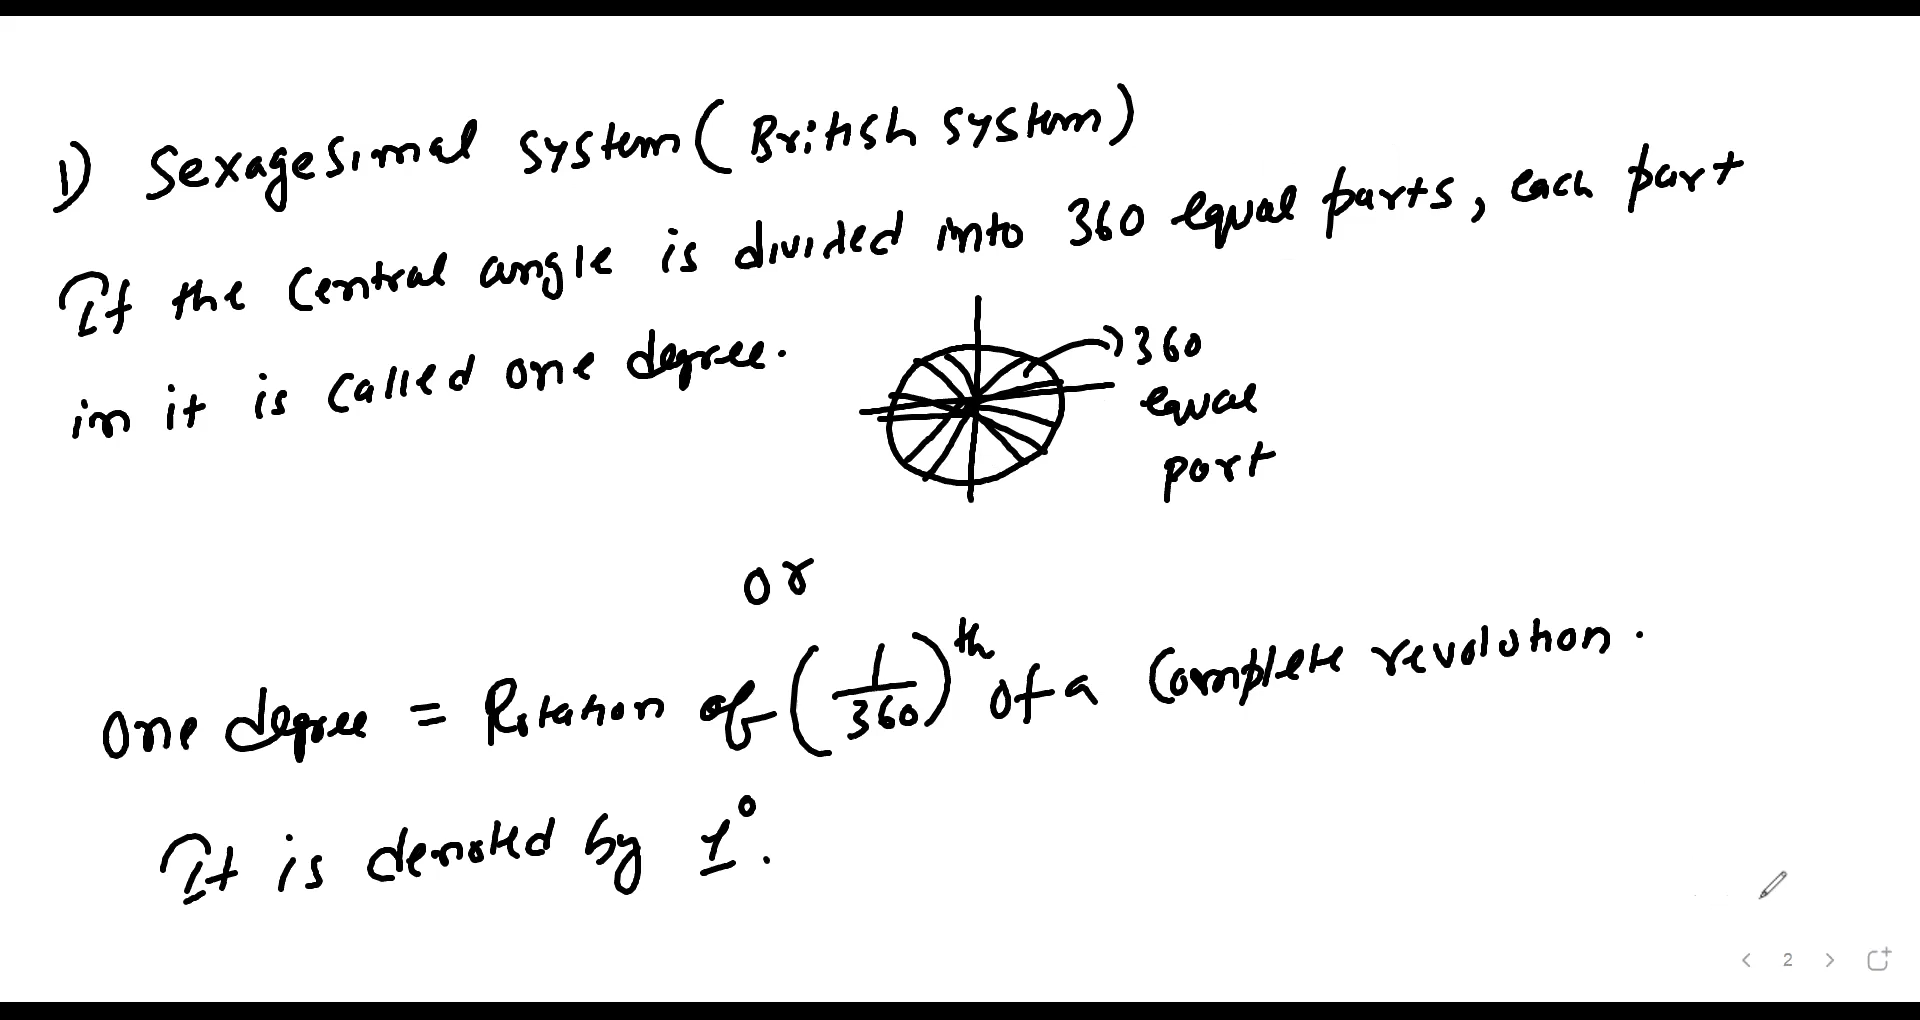 1) Sexagesimal system (British system)
If the central angle is divided into 360 equal parts, each part
in it is called one degree.
360
equal
part
or
one degree = Rotation of (1/360)th of a complete revolution.
It is denoted by 1°.
2